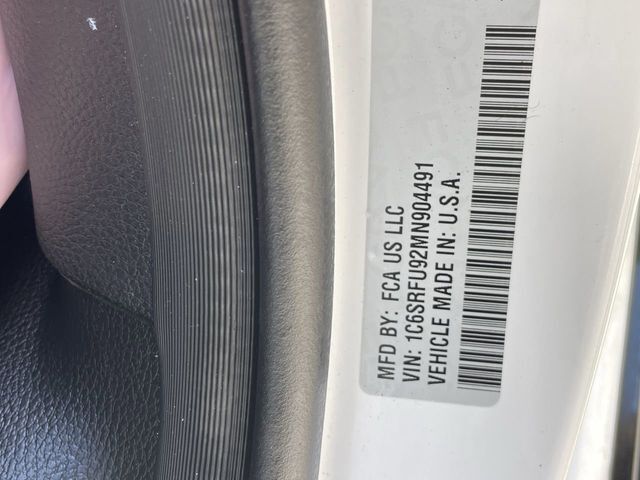 MFD BY: FCA US LLC
VIN: 1C6SRFU92MN904491
VEHICLE MADE IN: U.S.A.